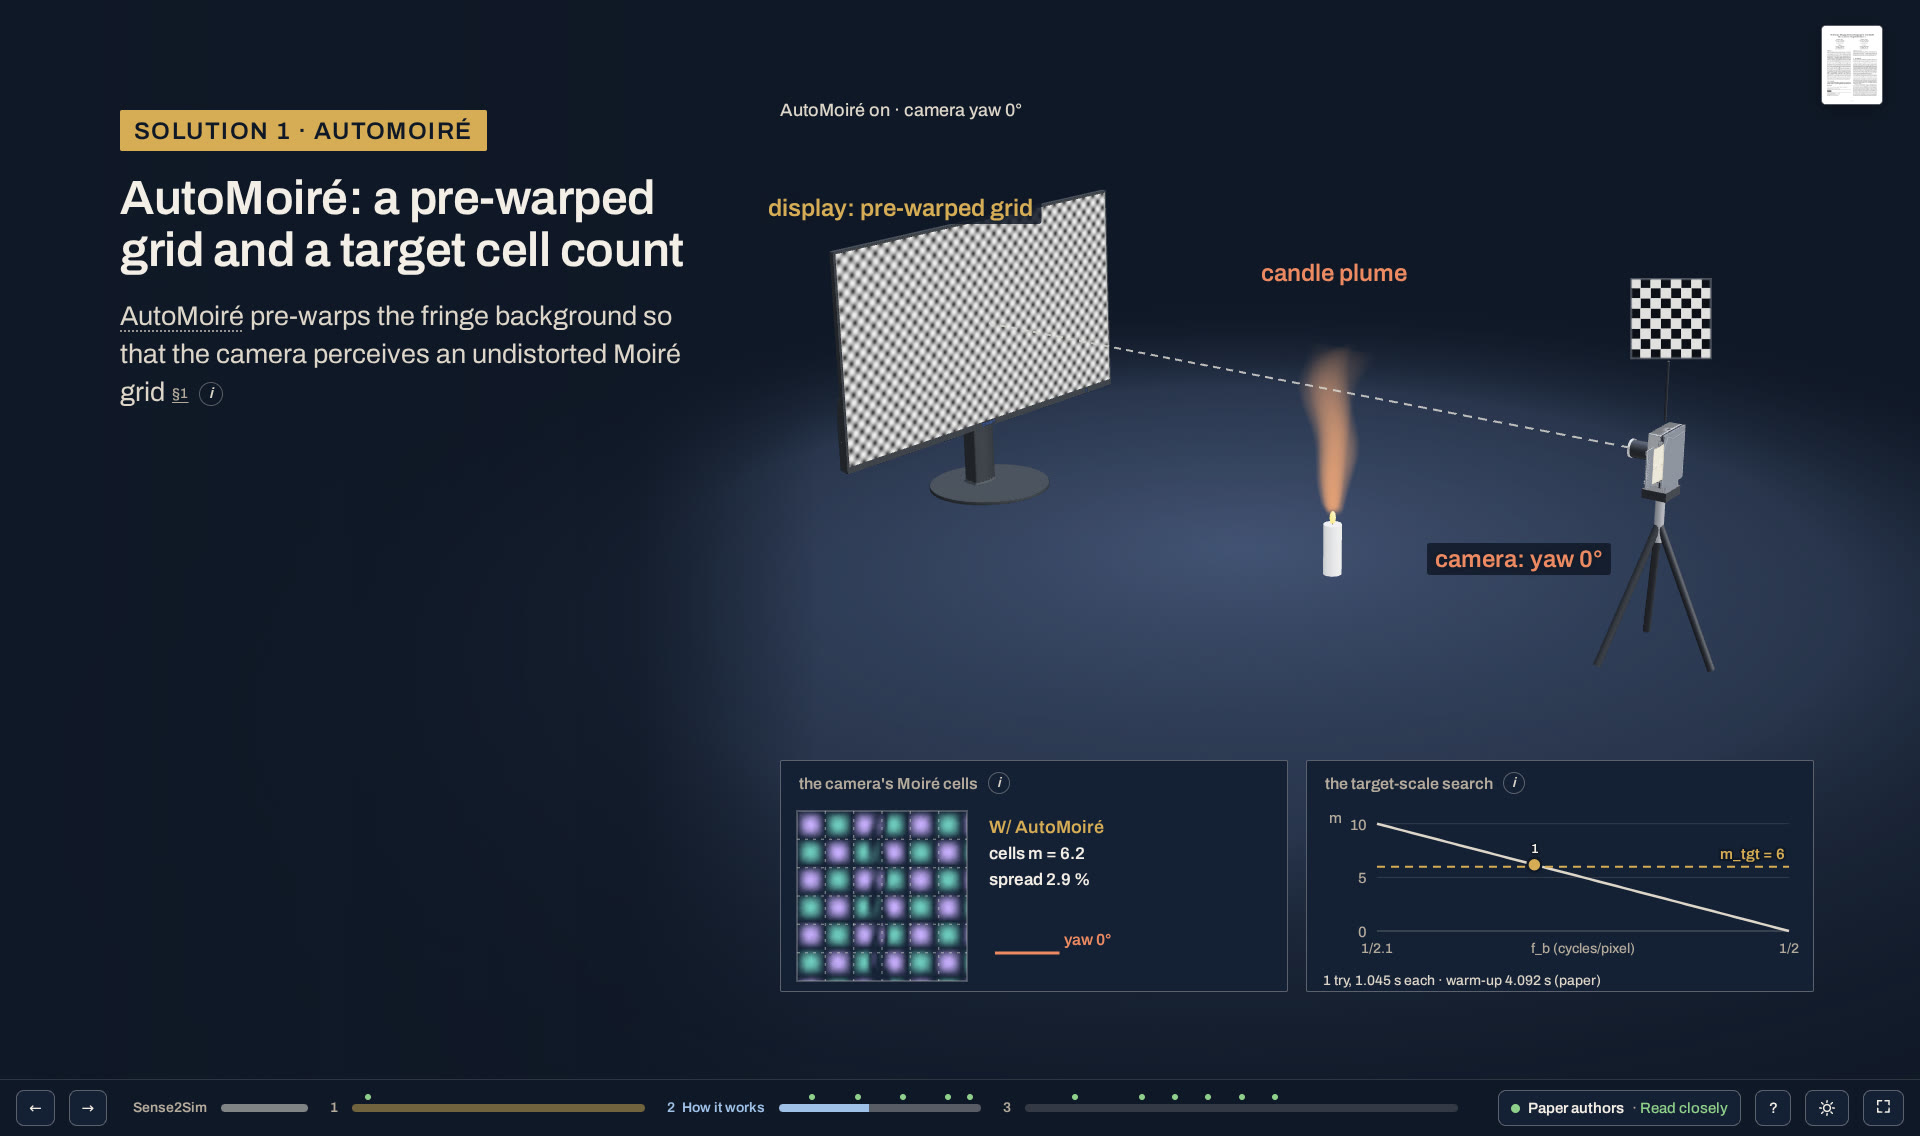 SOLUTION 1 · AUTOMOIRÉ
AutoMoiré: a pre-warped
grid and a target cell count
AutoMoiré pre-warps the fringe background so
that the camera perceives an undistorted Moiré
grid §1 i
AutoMoiré on · camera yaw 0°
display: pre-warped grid
candle plume
camera: yaw 0°
the camera's Moiré cells i
W/ AutoMoiré
cells m = 6.2
spread 2.9 %
yaw 0°
the target-scale search i
m
10
1
m_tgt = 6
5
0
1/2.1
f_b (cycles/pixel)
1/2
1 try, 1.045 s each · warm-up 4.092 s (paper)
← → Sense2Sim 1 2 How it works 3 Paper authors · Read closely ?